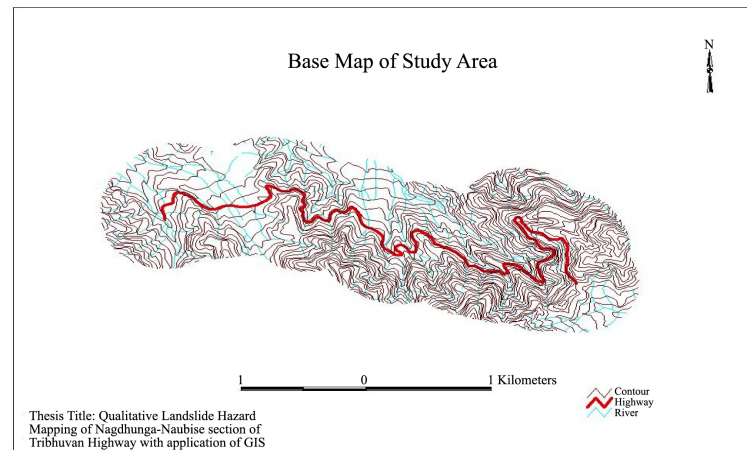 Base Map of Study Area
N
1 0 1 Kilometers
Contour
Highway
River
Thesis Title: Qualitative Landslide Hazard
Mapping of Nagdhunga-Naubise section of
Tribhuvan Highway with application of GIS